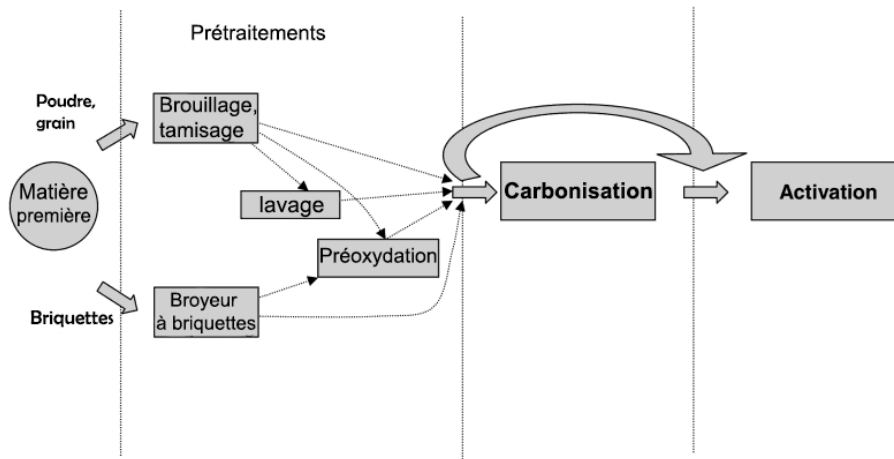 Prétraitements
Poudre,
grain
Brouillage,
tamisage
Matière
première
lavage
Carbonisation
Activation
Préoxydation
Briquettes
Broyeur
à briquettes